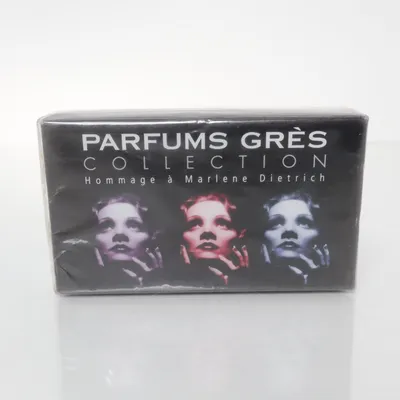 PARFUMS GRÈS
COLLECTION
Hommage à Marlene Dietrich